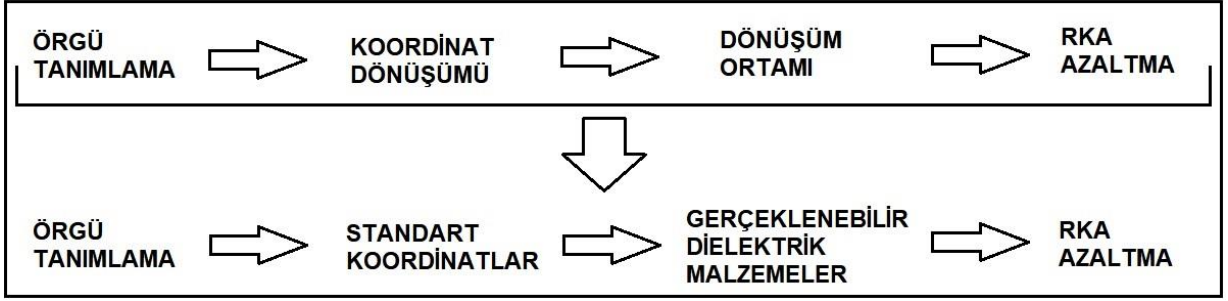 ÖRGÜ
TANIMLAMA
KOORDİNAT
DÖNÜŞÜMÜ
DÖNÜŞÜM
ORTAMI
RKA
AZALTMA
ÖRGÜ
TANIMLAMA
STANDART
KOORDİNATLAR
GERÇEKLENEBİLİR
DİELEKTRİK
MALZEMELER
RKA
AZALTMA